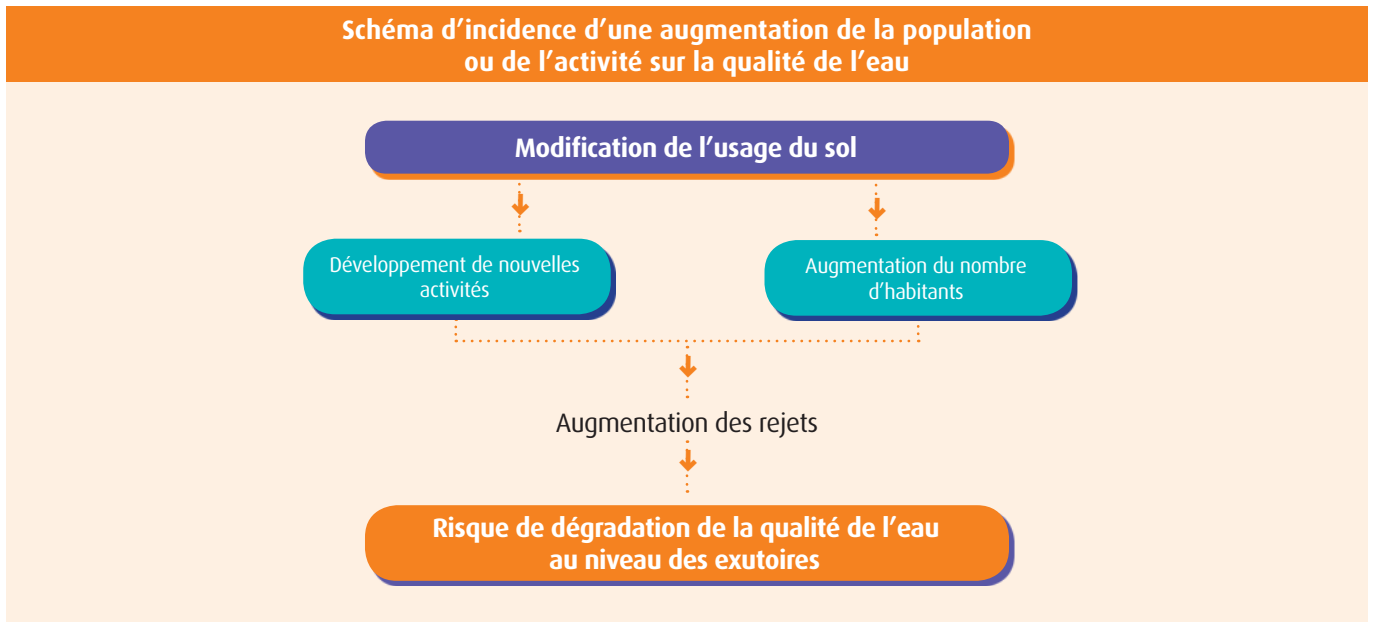 Schéma d’incidence d’une augmentation de la population
ou de l’activité sur la qualité de l’eau
Modification de l’usage du sol
Développement de nouvelles
activités
Augmentation du nombre
d’habitants
Augmentation des rejets
Risque de dégradation de la qualité de l’eau
au niveau des exutoires